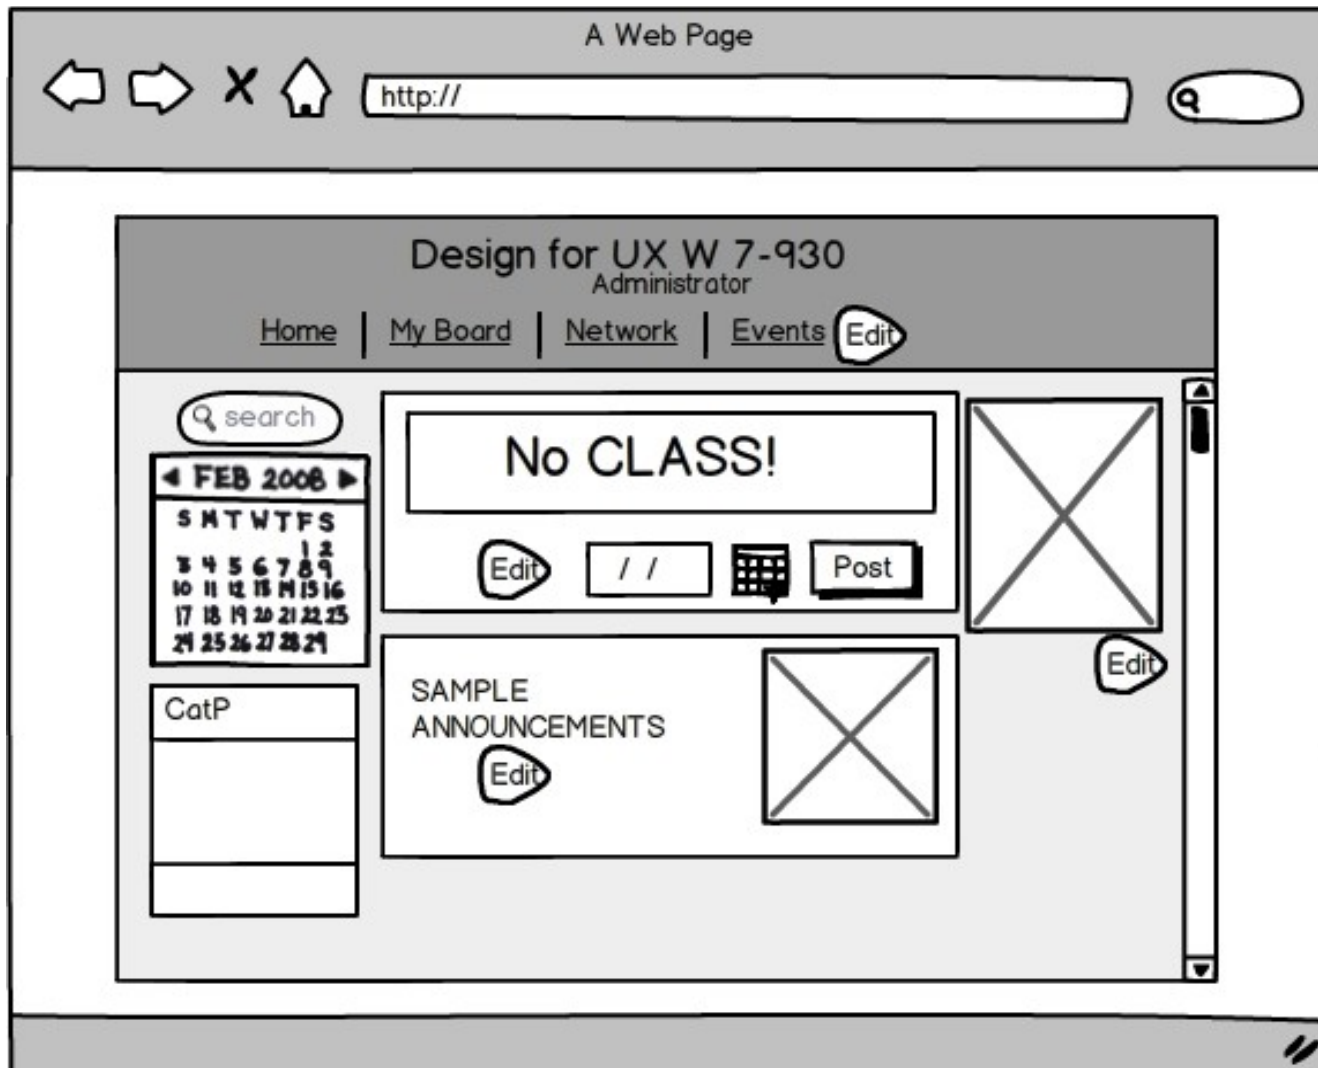 A Web Page
http://
Design for UX W 7-930
Administrator
Home My Board Network Events Edit
search
FEB 2008
S M T W T F S
1 2
3 4 5 6 7 8 9
10 11 12 13 14 15 16
17 18 19 20 21 22 23
24 25 26 27 28 29
CatP
No CLASS!
Edit / / Post
SAMPLE
ANNOUNCEMENTS
Edit
Edit